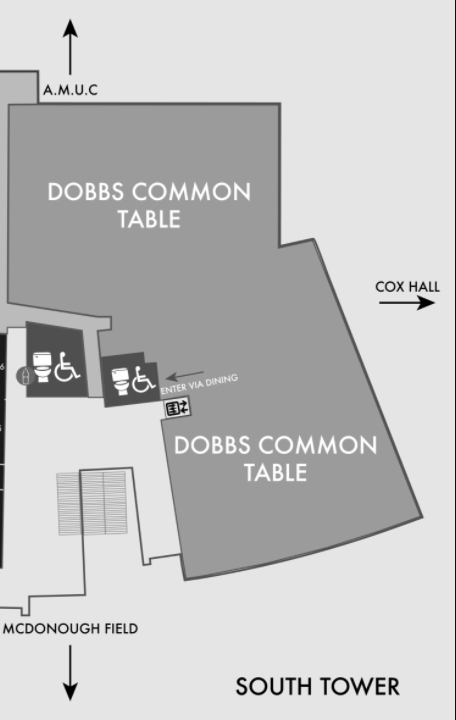 A.M.U.C
DOBBS COMMON
TABLE
COX HALL
ENTER VIA DINING
DOBBS COMMON
TABLE
MCDONOUGH FIELD
SOUTH TOWER